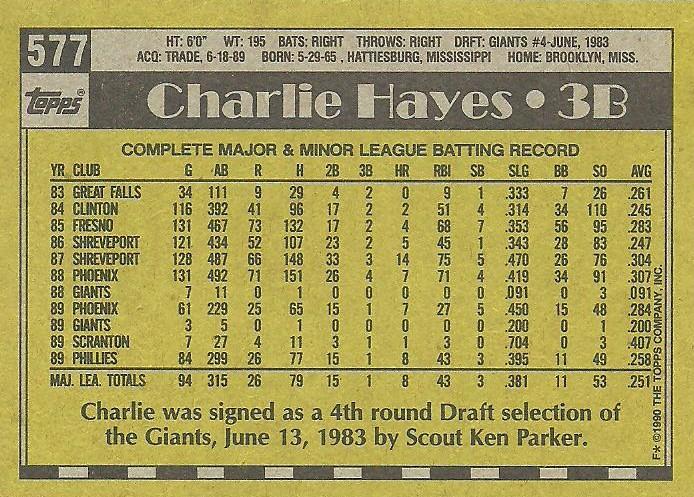 577
HT: 6'0" WT: 195 BATS: RIGHT THROWS: RIGHT DRFT: GIANTS #4-JUNE, 1983
ACQ: TRADE, 6-18-89 BORN: 5-29-65 , HATTIESBURG, MISSISSIPPI HOME: BROOKLYN, MISS.
TOPPS®
Charlie Hayes • 3B
COMPLETE MAJOR & MINOR LEAGUE BATTING RECORD
YR CLUB G AB R H 2B 3B HR RBI SB SLG BB SO AVG
83 GREAT FALLS 34 111 9 29 4 2 0 9 1 .333 7 26 .261
84 CLINTON 116 392 41 96 17 2 2 51 4 .314 34 110 .245
85 FRESNO 131 467 73 132 17 2 4 68 7 .353 56 95 .283
86 SHREVEPORT 121 434 52 107 23 2 5 45 1 .343 28 83 .247
87 SHREVEPORT 128 487 66 148 33 3 14 75 5 .470 26 76 .304
88 PHOENIX 131 492 71 151 26 4 7 71 4 .419 34 91 .307
88 GIANTS 7 11 0 1 0 0 0 0 0 .091 0 3 .091
89 PHOENIX 61 229 25 65 15 1 7 27 5 .450 15 48 .284
89 GIANTS 3 5 0 1 0 0 0 0 0 .200 0 1 .200
89 SCRANTON 7 27 4 11 3 1 1 3 0 .704 0 3 .407
89 PHILLIES 84 299 26 77 15 1 8 43 3 .395 11 49 .258
MAJ. LEA. TOTALS 94 315 26 79 15 1 8 43 3 .381 11 53 .251
Charlie was signed as a 4th round Draft selection of
the Giants, June 13, 1983 by Scout Ken Parker.
F* ©1990 THE TOPPS COMPANY, INC.